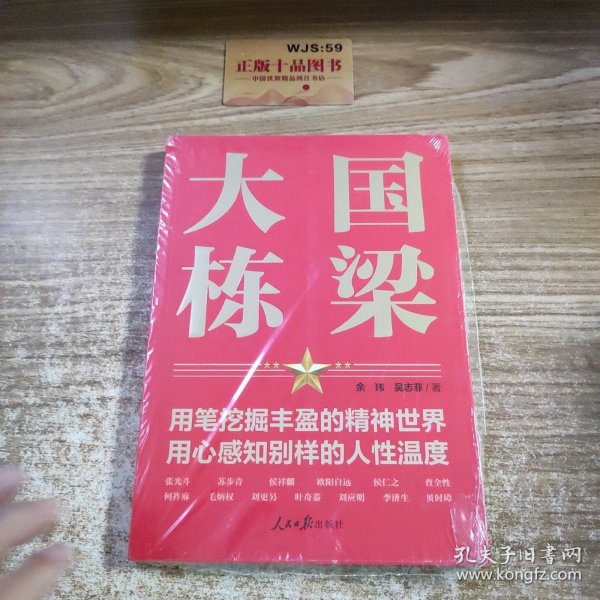 WJS:59
正版十品图书
中国优质精品图书书店
大国
栋梁
余 玮 吴志菲/著
用笔挖掘丰盈的精神世界
用心感知别样的人性温度
张光斗 苏步青 侯祥麟 欧阳自远 侯仁之 查全性
何祚庥 毛炳权 刘更另 叶奇蓁 刘应明 李济生 贝时璋
人民日报出版社
孔夫子旧书网
www.kongfz.com